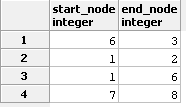 start_node end_node
integer integer
1 6 3
2 1 2
3 1 6
4 7 8